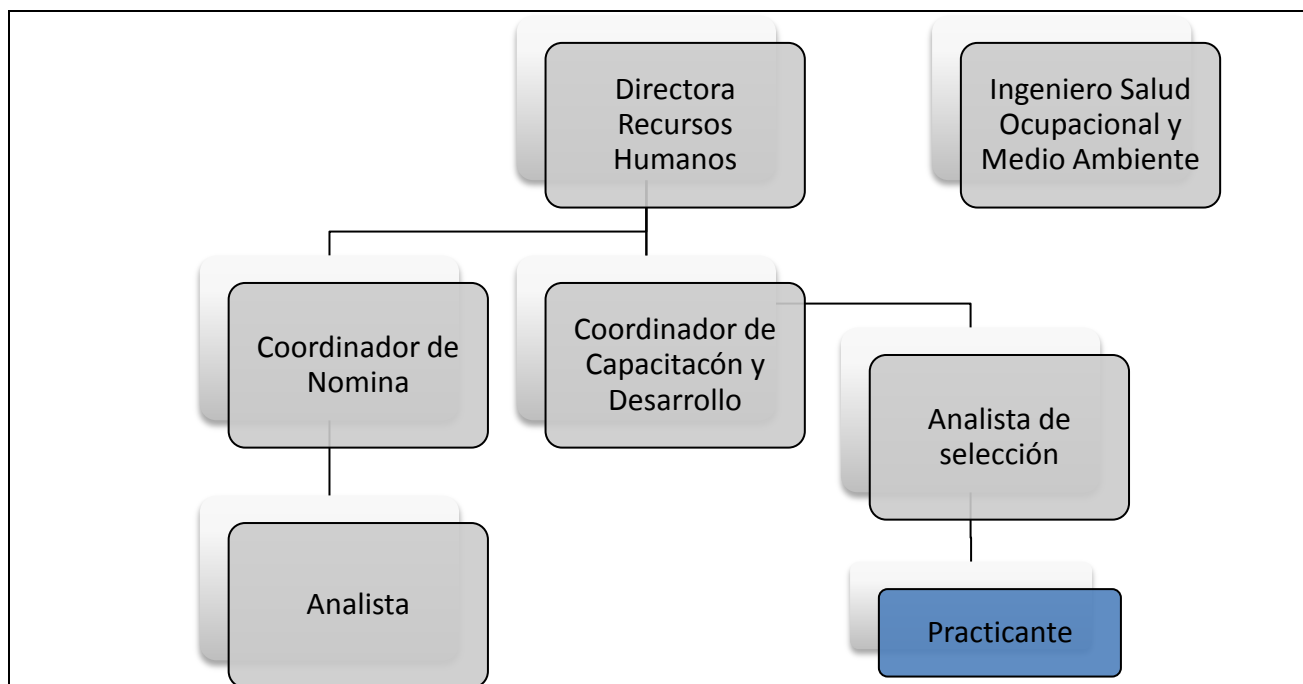 Directora
Recursos
Humanos
Ingeniero Salud
Ocupacional y
Medio Ambiente
Coordinador de
Nomina
Coordinador de
Capacitacón y
Desarrollo
Analista de
selección
Analista
Practicante